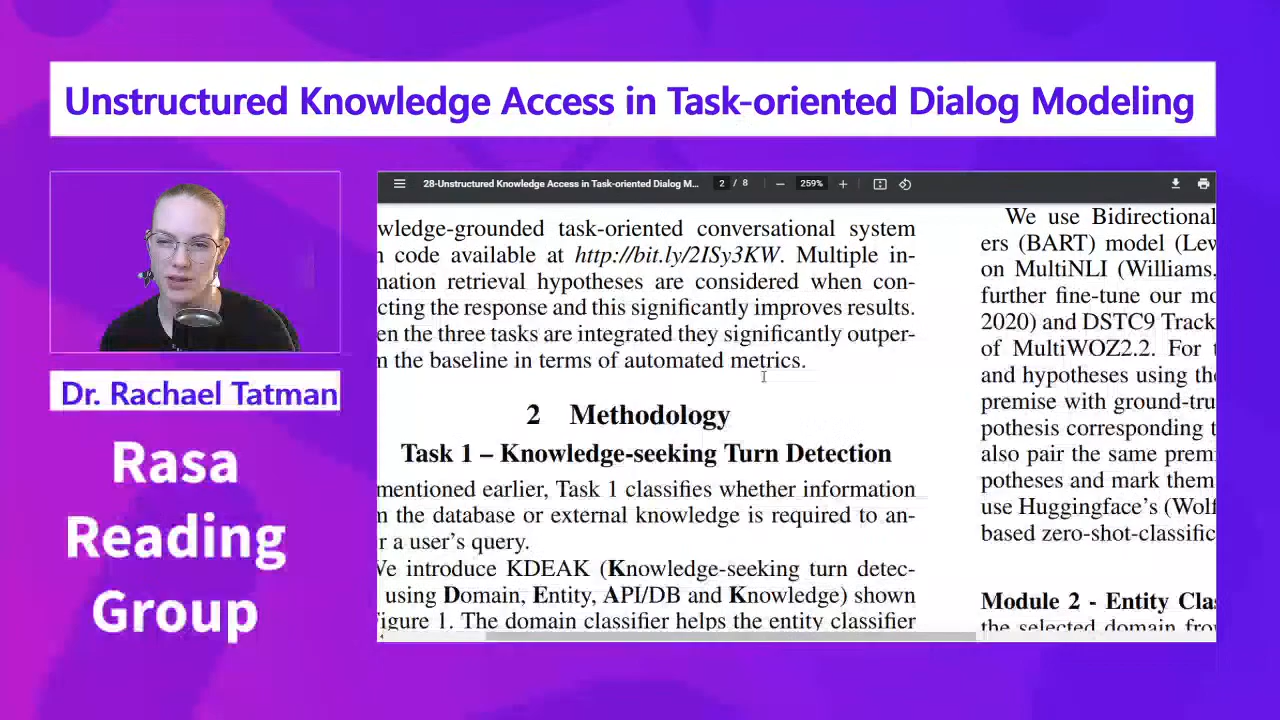 Unstructured Knowledge Access in Task-oriented Dialog Modeling
28-Unstructured Knowledge Access in Task-oriented Dialog M...
2 / 8
259%
wledge-grounded task-oriented conversational system
n code available at http://bit.ly/2ISy3KW. Multiple in-
mation retrieval hypotheses are considered when con-
cting the response and this significantly improves results.
en the three tasks are integrated they significantly outper-
m the baseline in terms of automated metrics.
2 Methodology
Task 1 – Knowledge-seeking Turn Detection
mentioned earlier, Task 1 classifies whether information
m the database or external knowledge is required to an-
r a user's query.
We introduce KDEAK (Knowledge-seeking turn detec-
using Domain, Entity, API/DB and Knowledge) shown
Figure 1. The domain classifier helps the entity classifier
We use Bidirectional
ers (BART) model (Lew
on MultiNLI (Williams,
further fine-tune our mo
2020) and DSTC9 Track
of MultiWOZ2.2. For t
and hypotheses using the
premise with ground-tru
pothesis corresponding t
also pair the same prem
potheses and mark them
use Huggingface's (Wolf
based zero-shot-classific
Module 2 - Entity Clas
the selected domain from
Dr. Rachael Tatman
Rasa
Reading
Group